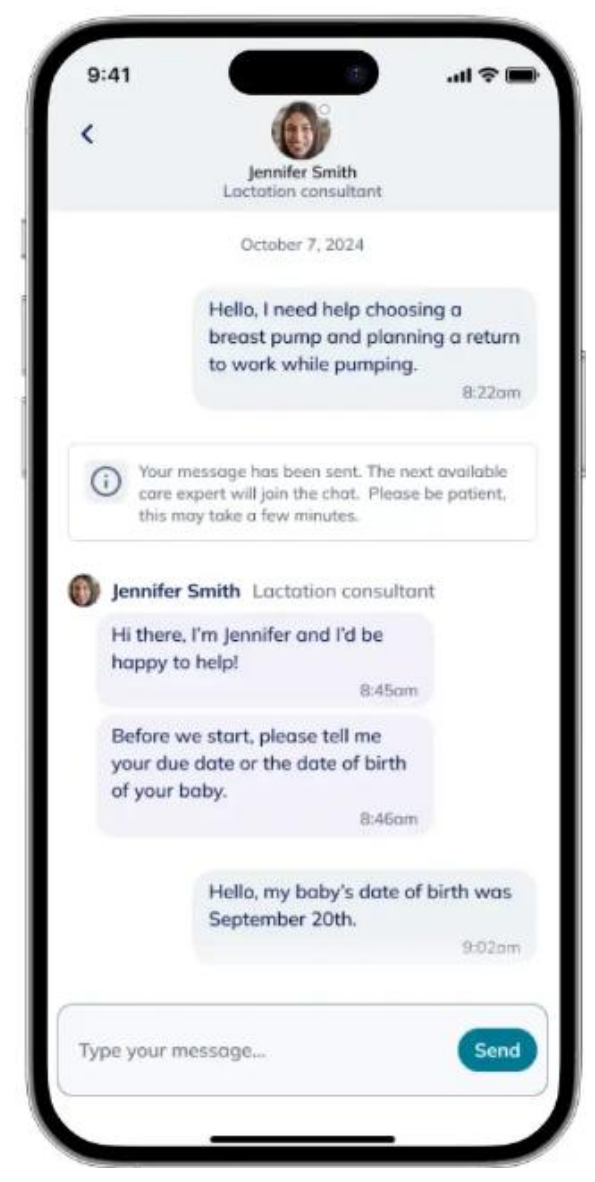 9:41
Jennifer Smith
Lactation consultant
October 7, 2024
Hello, I need help choosing a
breast pump and planning a return
to work while pumping.
8:22am
Your message has been sent. The next available
care expert will join the chat. Please be patient,
this may take a few minutes.
Jennifer Smith Lactation consultant
Hi there, I'm Jennifer and I'd be
happy to help!
8:45am
Before we start, please tell me
your due date or the date of birth
of your baby.
8:46am
Hello, my baby's date of birth was
September 20th.
9:02am
Type your message...
Send